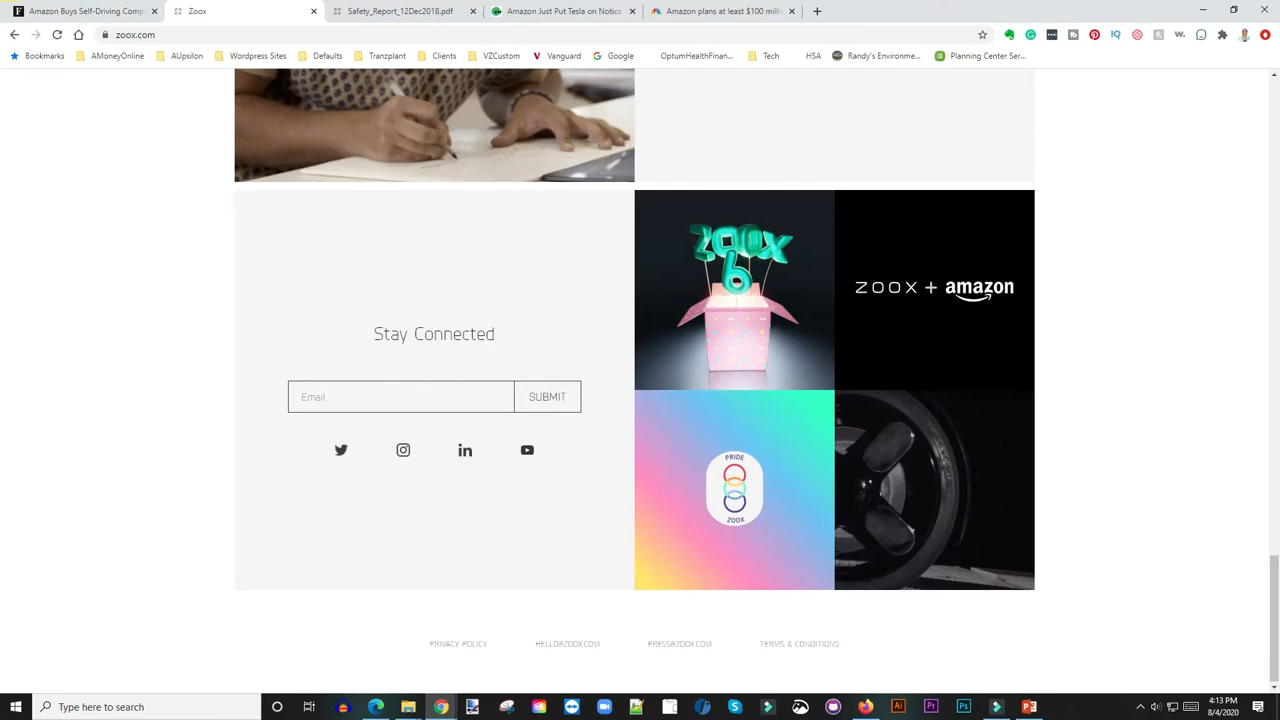 Amazon Buys Self-Driving Comp
Zoox
Safety_Report_12Dec2018.pdf
Amazon Just Put Tesla on Notice
Amazon plans at least $100 milli
zoox.com
Bookmarks
AMoneyOnline
AUpsilon
Wordpress Sites
Defaults
Tranzplant
Clients
VZCustom
Vanguard
Google
OptumHealthFinan...
Tech
HSA
Randy's Environme...
Planning Center Ser...
ZOOX
6
ZOOX + amazon
Stay Connected
Email
SUBMIT
PRIDE
ZOOX
PRIVACY POLICY
HELLO@ZOOX.COM
PRESS@ZOOX.COM
TERMS & CONDITIONS
Type here to search
4:13 PM
8/4/2020